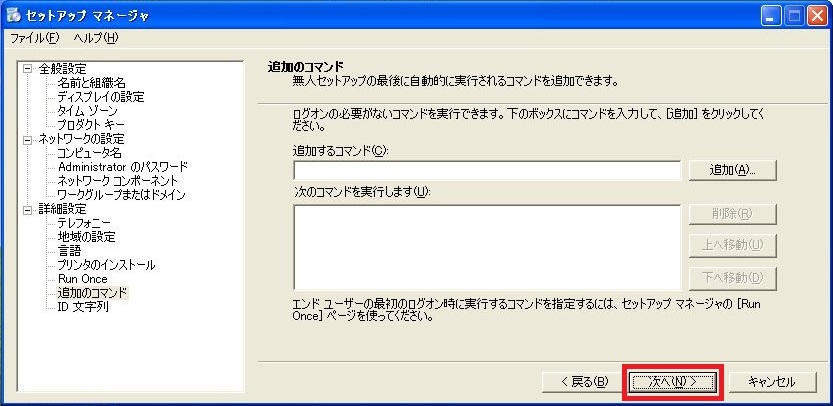 セットアップ マネージャ
ファイル(F) ヘルプ(H)
全般設定
名前と組織名
ディスプレイの設定
タイム ゾーン
プロダクト キー
ネットワークの設定
コンピュータ名
Administrator のパスワード
ネットワーク コンポーネント
ワークグループまたはドメイン
詳細設定
テレフォニー
地域の設定
言語
プリンタのインストール
Run Once
追加のコマンド
ID 文字列
追加のコマンド
無人セットアップの最後に自動的に実行されるコマンドを追加できます。
ログオンの必要がないコマンドを実行できます。下のボックスにコマンドを入力して、[追加] をクリックしてく
ださい。
追加するコマンド(C):
追加(A)...
次のコマンドを実行します(U):
削除(R)
上へ移動(U)
下へ移動(D)
エンド ユーザーの最初のログオン時に実行するコマンドを指定するには、セットアップ マネージャの [Run
Once] ページを使ってください。
< 戻る(B) 次へ(N) > キャンセル